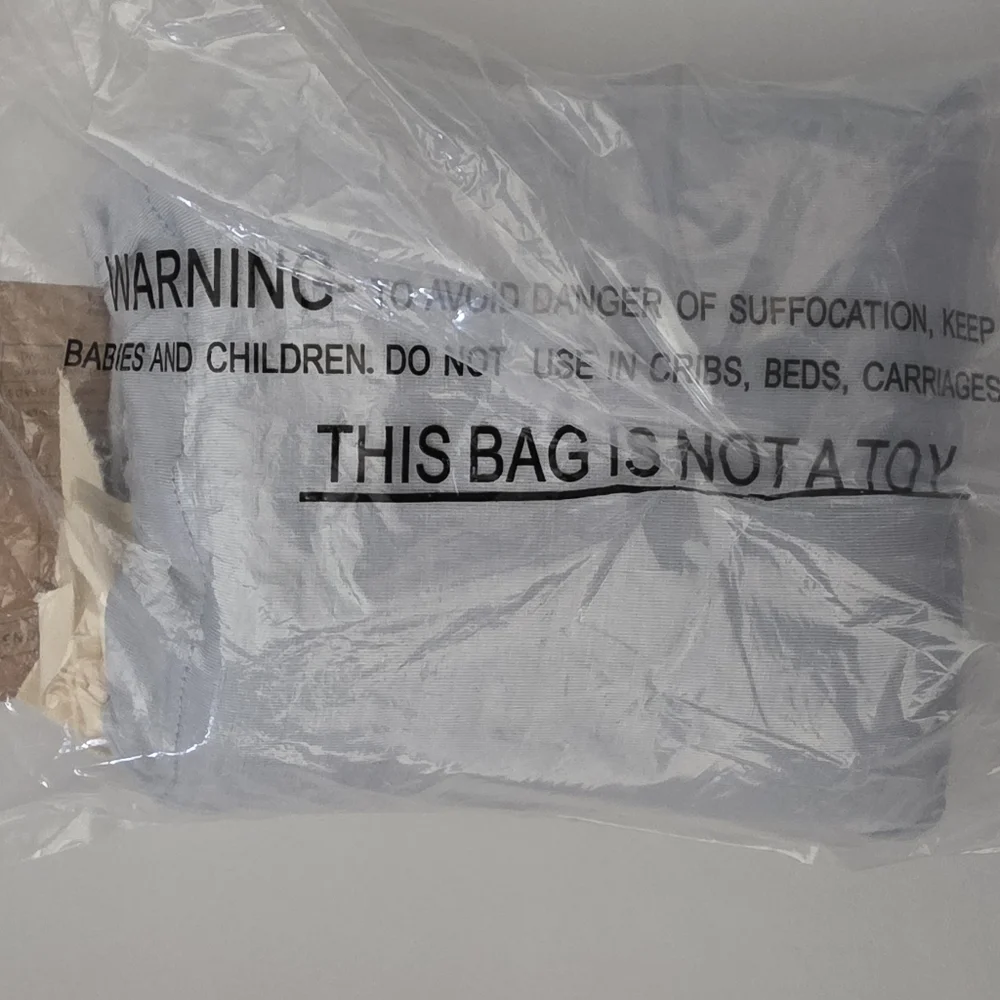 WARNING- TO AVOID DANGER OF SUFFOCATION, KEEP
BABIES AND CHILDREN. DO NOT USE IN CRIBS, BEDS, CARRIAGES
THIS BAG IS NOT A TOY